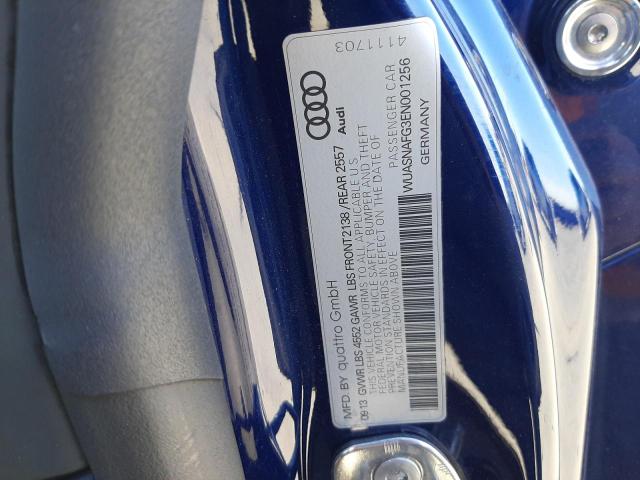 4111703
Audi
MFD. BY quattro GmbH
09.13 GVWR LBS 4552 GAWR LBS FRONT 2138 /REAR 2557
THIS VEHICLE CONFORMS TO ALL APPLICABLE U.S.
FEDERAL MOTOR VEHICLE SAFETY, BUMPER AND THEFT
PREVENTION STANDARDS IN EFFECT ON THE DATE OF
MANUFACTURE SHOWN ABOVE
PASSENGER CAR
WUASNAFG3EN001256
GERMANY